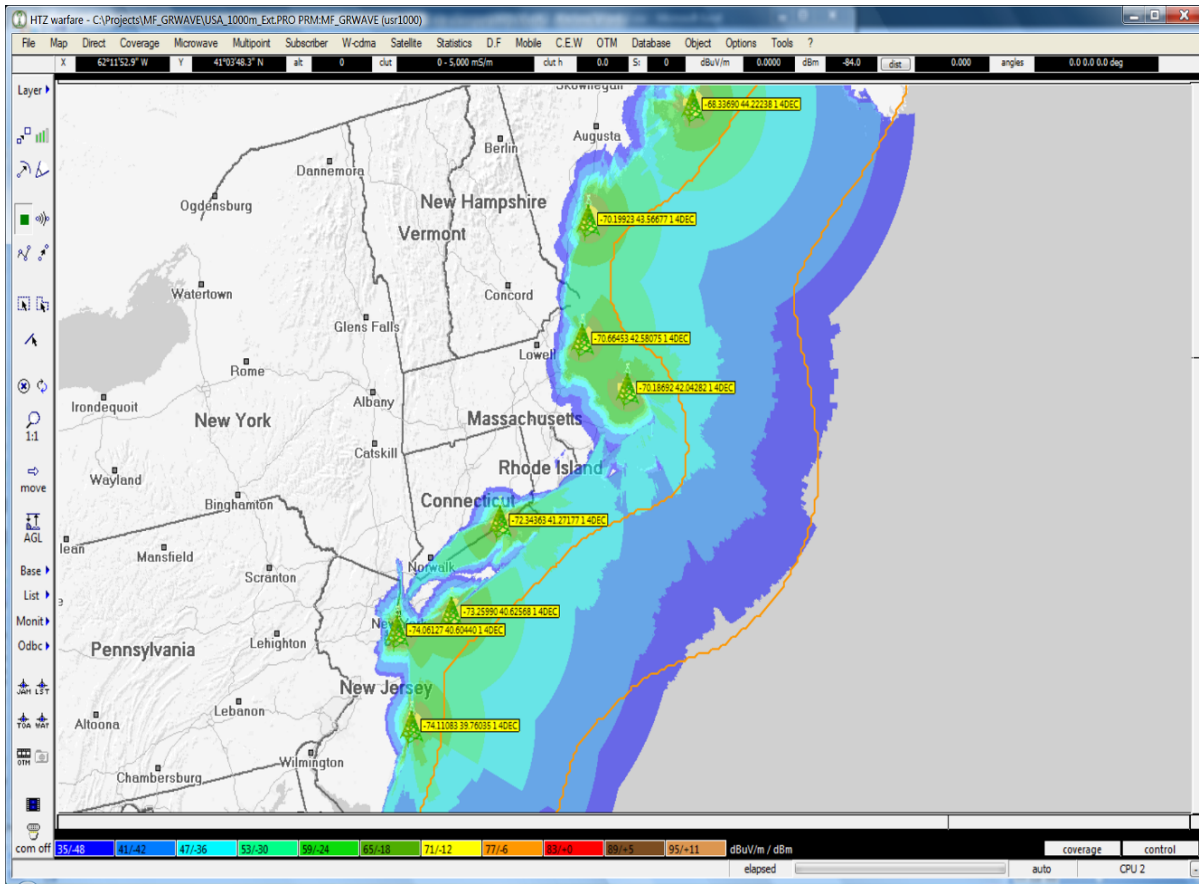 HTZ warfare - C:\Projects\MF_GRWAVE\USA_1000m_Ext.PRO PRM:MF_GRWAVE (usr1000)
File Map Direct Coverage Microwave Multipoint Subscriber W-cdma Satellite Statistics D.F Mobile C.E.W OTM Database Object Options Tools ?
X 62°11'52.9" W Y 41°03'48.3" N alt 0 clut 0 - 5,000 mS/m clut h 0.0 S: 0 dBuV/m 0.0000 dBm -84.0 dist 0.000 angles 0.0 0.0 0.0 deg
Layer
Skowhegan
-68.33690 44.22238 1 4DEC
Augusta
Berlin
Dannemora
Ogdensburg
New Hampshire
-70.19923 43.56677 1 4DEC
Vermont
Watertown
Concord
Glens Falls
-70.66453 42.58075 1 4DEC
Lowell
Rome
1:1
-70.18692 42.04282 1 4DEC
Irondequoit
Albany
New York
Massachusetts
Catskill
Rhode Island
move
Wayland
Connecticut
Binghamton
-72.34363 41.27177 1 4DEC
AGL
lean
Mansfield
Norwalk
Base
Scranton
List
-73.25990 40.62568 1 4DEC
Monit
-74.06127 40.60440 1 4DEC
Odbc
Pennsylvania
Lehighton
JAM LST
New Jersey
Lebanon
TOA WAY
Altoona
-74.11083 39.76035 1 4DEC
OTM
Wilmington
Chambersburg
com off 35/-48 41/-42 47/-36 53/-30 59/-24 65/-18 71/-12 77/-6 83/+0 89/+5 95/+11 dBuV/m / dBm coverage control
elapsed auto CPU 2